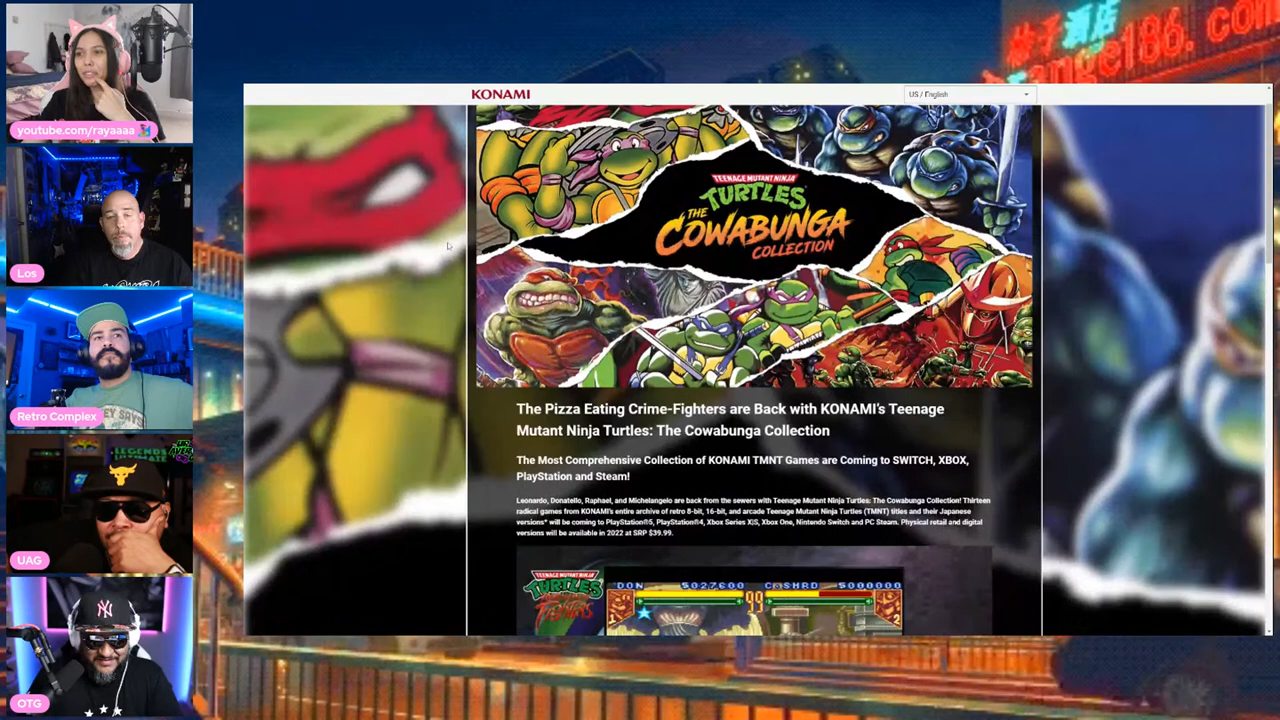 youtube.com/rayaaaa
Los
Retro Complex
UAG
OTG
LEGENDS
KONAMI
US / English
TEENAGE MUTANT NINJA
TURTLES
THE
COWABUNGA
COLLECTION
The Pizza Eating Crime-Fighters are Back with KONAMI's Teenage
Mutant Ninja Turtles: The Cowabunga Collection
The Most Comprehensive Collection of KONAMI TMNT Games are Coming to SWITCH, XBOX,
PlayStation and Steam!
Leonardo, Donatello, Raphael, and Michelangelo are back from the sewers with Teenage Mutant Ninja Turtles: The Cowabunga Collection! Thirteen
radical games from KONAMI's entire archive of retro 8-bit, 16-bit, and arcade Teenage Mutant Ninja Turtles (TMNT) titles and their Japanese
versions* will be coming to PlayStation®5, PlayStation®4, Xbox Series X|S, Xbox One, Nintendo Switch and PC Steam. Physical retail and digital
versions will be available in 2022 at SRP $39.99.
TEENAGE MUTANT NINJA
TURTLES
FIGHTERS
DON 5027600 99 5000000
酒店
186. com